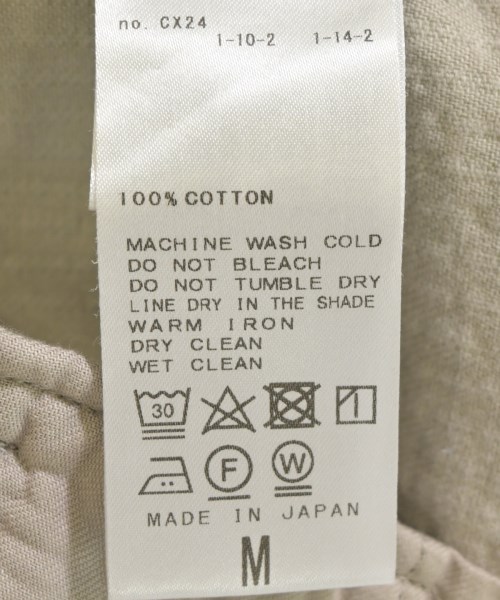 no. CX24
1-10-2 1-14-2
100% COTTON
MACHINE WASH COLD
DO NOT BLEACH
DO NOT TUMBLE DRY
LINE DRY IN THE SHADE
WARM IRON
DRY CLEAN
WET CLEAN
30
F W
MADE IN JAPAN
M